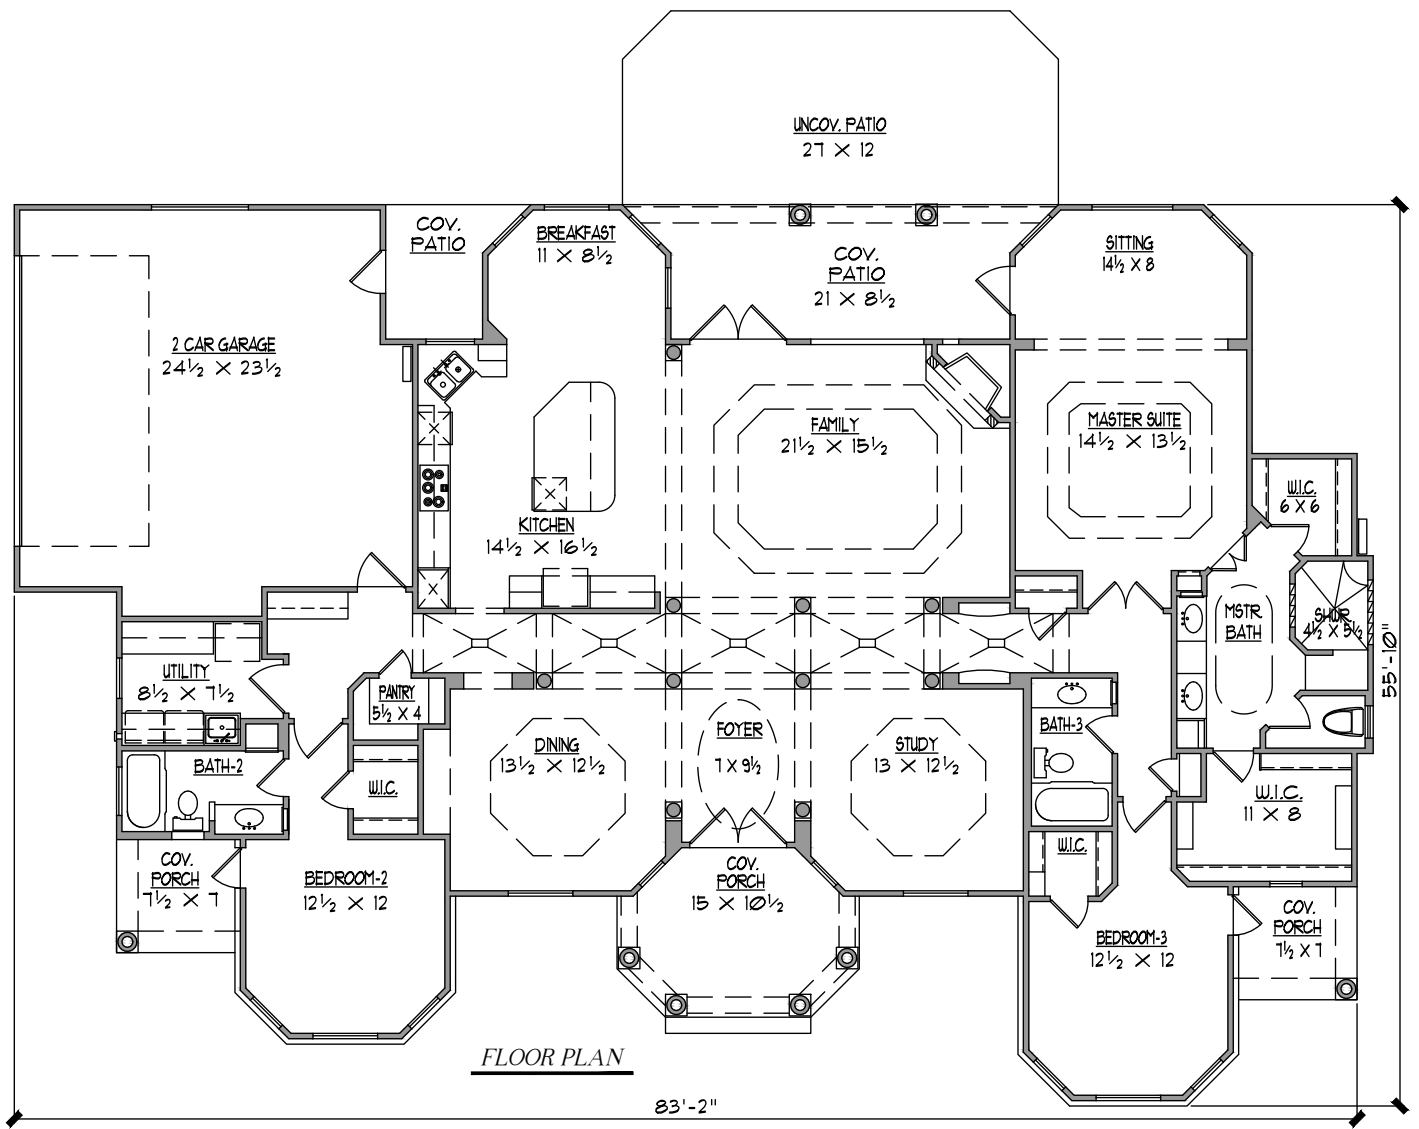 UNCOV. PATIO
27 X 12
COV.
PATIO
BREAKFAST
11 X 8½
COV.
PATIO
21 X 8½
SITTING
14½ X 8
2 CAR GARAGE
24½ X 23½
FAMILY
21½ X 15½
MASTER SUITE
14½ X 13½
KITCHEN
14½ X 16½
W.I.C.
6 X 6
MSTR.
BATH
SHWR.
4½ X 5½
UTILITY
8½ X 7½
PANTRY
5½ X 4
DINING
13½ X 12½
FOYER
7 X 9½
STUDY
13 X 12½
BATH-3
BATH-2
W.I.C.
W.I.C.
11 X 8
COV.
PORCH
7½ X 7
BEDROOM-2
12½ X 12
COV.
PORCH
15 X 10½
W.I.C.
BEDROOM-3
12½ X 12
COV.
PORCH
7½ X 7
FLOOR PLAN
83'-2"
55'-10"